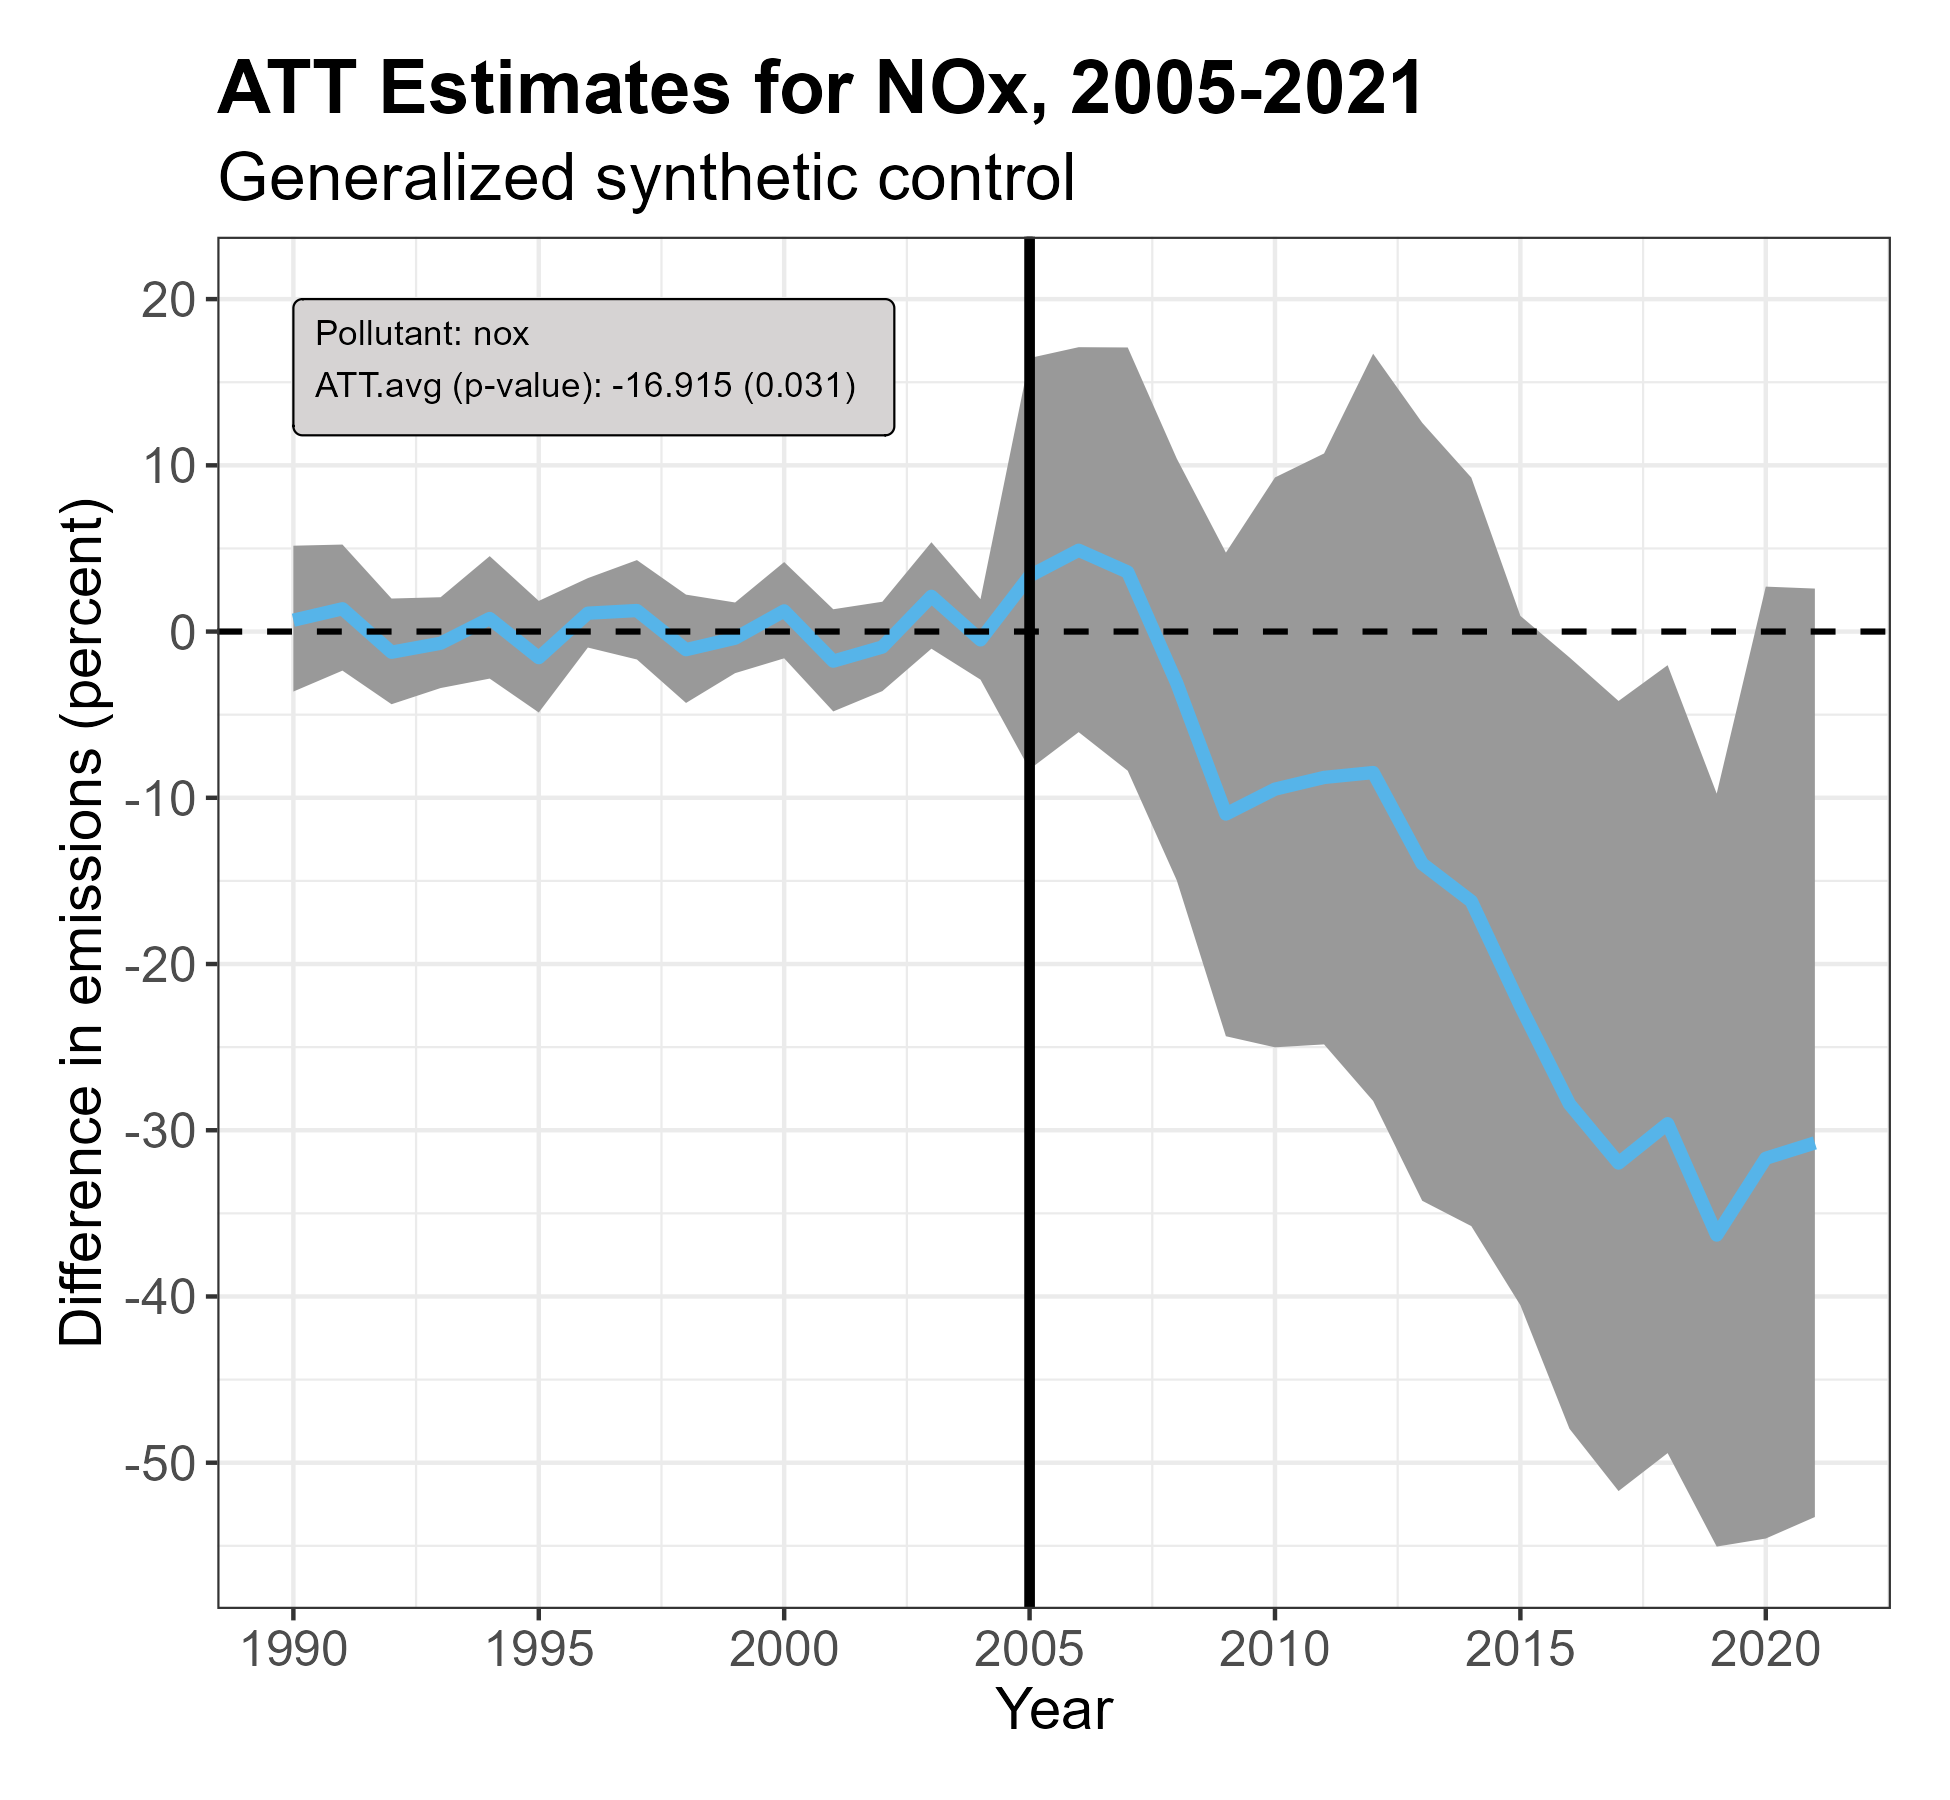 ATT Estimates for NOx, 2005-2021
Generalized synthetic control
Pollutant: nox
ATT.avg (p-value): -16.915 (0.031)
Difference in emissions (percent)
20
10
0
-10
-20
-30
-40
-50
1990 1995 2000 2005 2010 2015 2020
Year